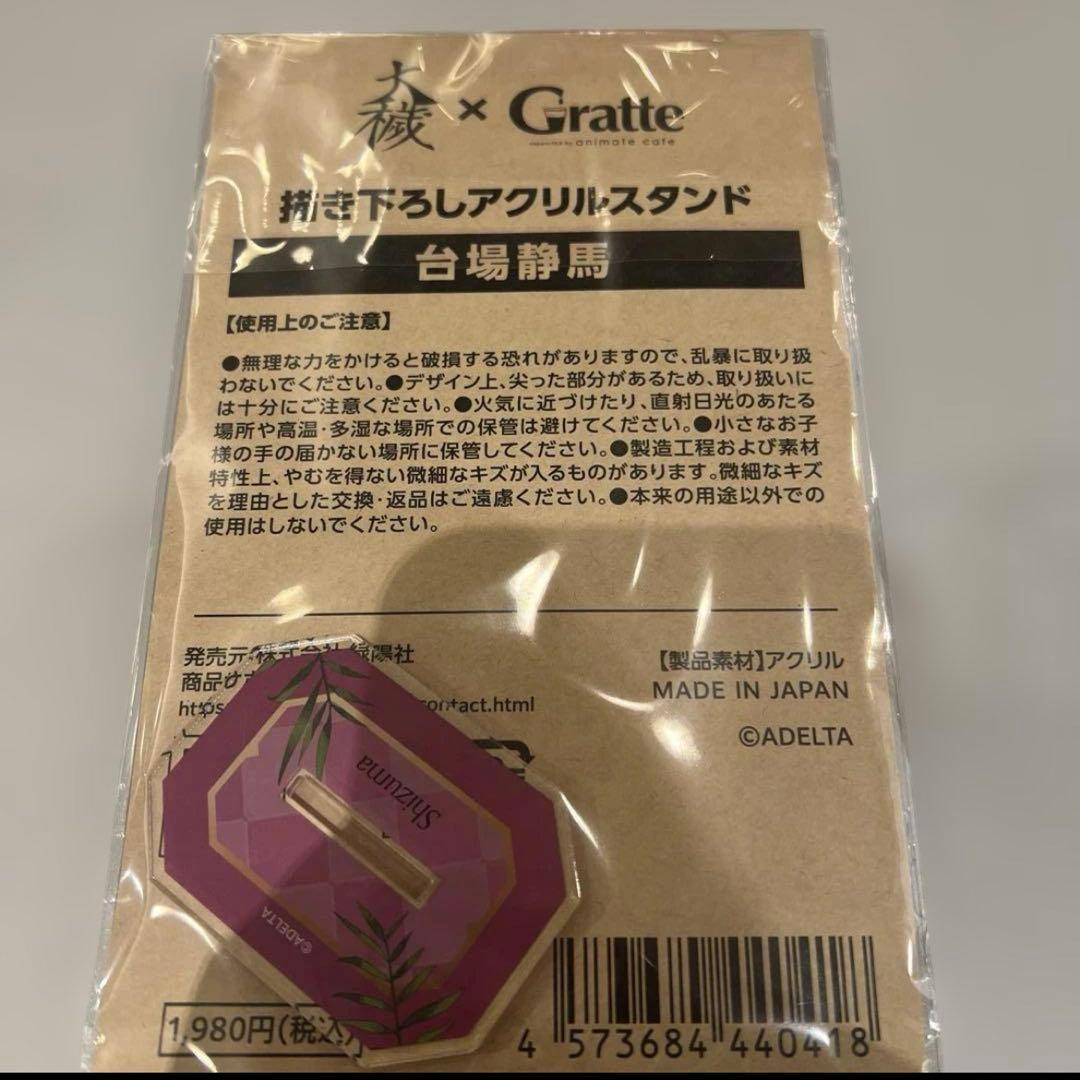 大穢 × Gratte
supported by animate cafe
描き下ろしアクリルスタンド
台場静馬
【使用上のご注意】
●無理な力をかけると破損する恐れがありますので、乱暴に取り扱
わないでください。●デザイン上、尖った部分があるため、取り扱いに
は十分にご注意ください。●火気に近づけたり、直射日光のあたる
場所や高温・多湿な場所での保管は避けてください。●小さなお子
様の手の届かない場所に保管してください。●製造工程および素材
特性上、やむを得ない微細なキズが入るものがあります。微細なキズ
を理由とした交換・返品はご遠慮ください。●本来の用途以外での
使用はしないでください。
発売元:株式会社 緑陽社
商品
https
contact.html
【製品素材】アクリル
MADE IN JAPAN
©ADELTA
Shizuma
©ADELTA
1,980円(税込)
4 573684 440418